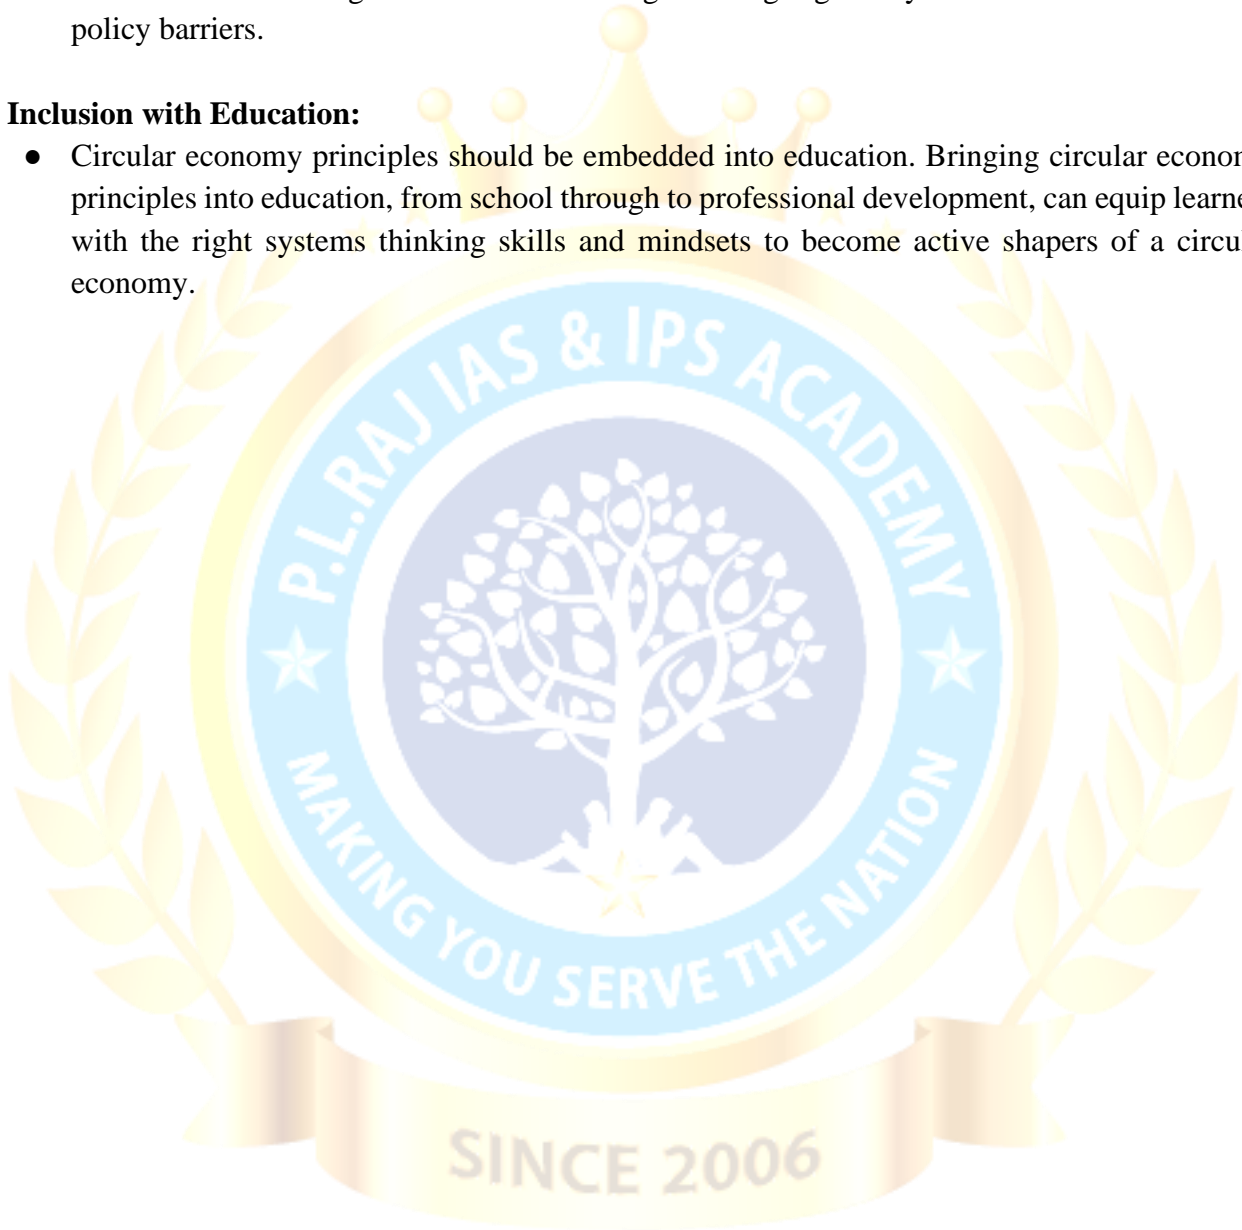 policy barriers.
Inclusion with Education:
● Circular economy principles should be embedded into education. Bringing circular econom
principles into education, from school through to professional development, can equip learne
with the right systems thinking skills and mindsets to become active shapers of a circul
economy.
P.L.RAJ IAS & IPS ACADEMY
MAKING YOU SERVE THE NATION
SINCE 2006